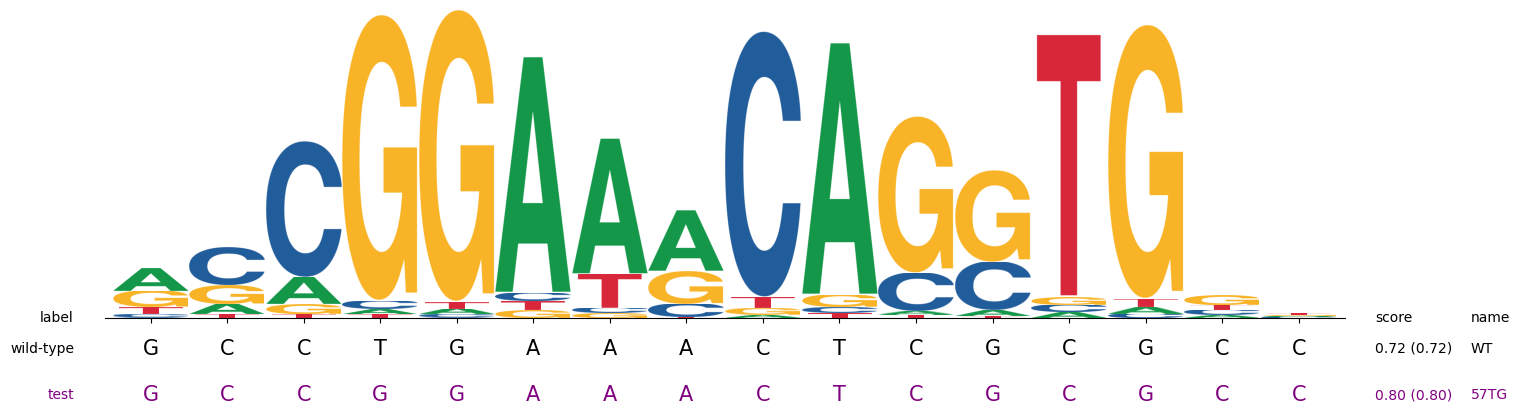 label score name
wild-type G C C T G A A A C T C G C G C C 0.72 (0.72) WT
test G C C G G A A A C T C G C G C C 0.80 (0.80) 57TG